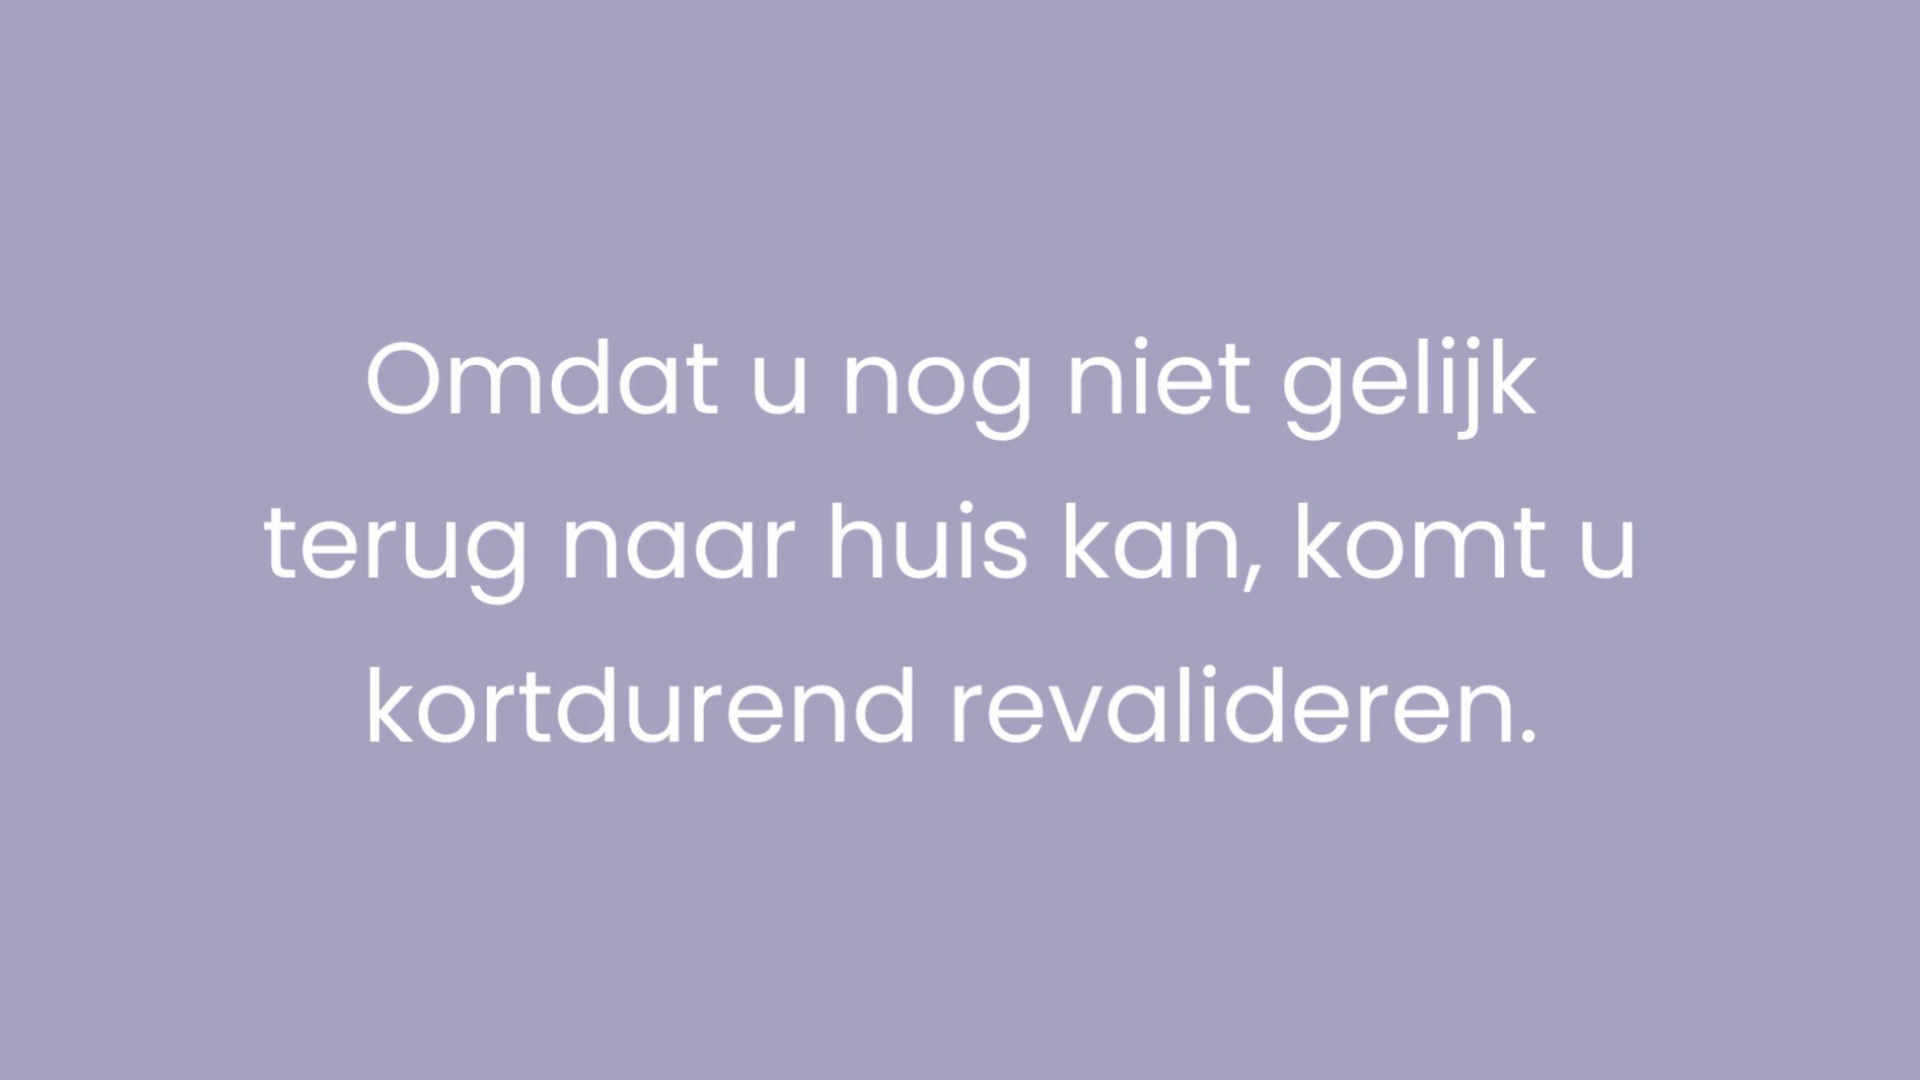 Omdat u nog niet gelijk
terug naar huis kan, komt u
kortdurend revalideren.